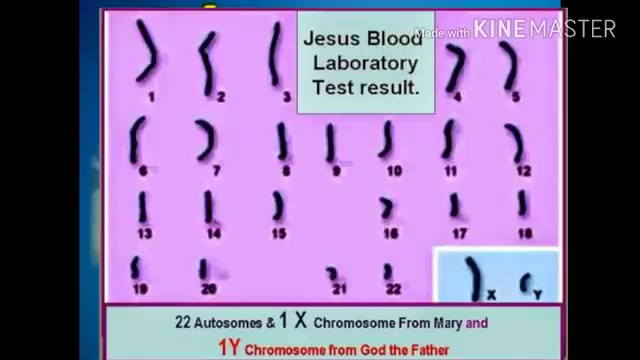 Made with KINEMASTER
Jesus Blood
Laboratory
Test result.
1 2 3 4 5
6 7 8 9 10 11 12
13 14 15 16 17 18
19 20 21 22 X Y
22 Autosomes & 1 X Chromosome From Mary and
1Y Chromosome from God the Father